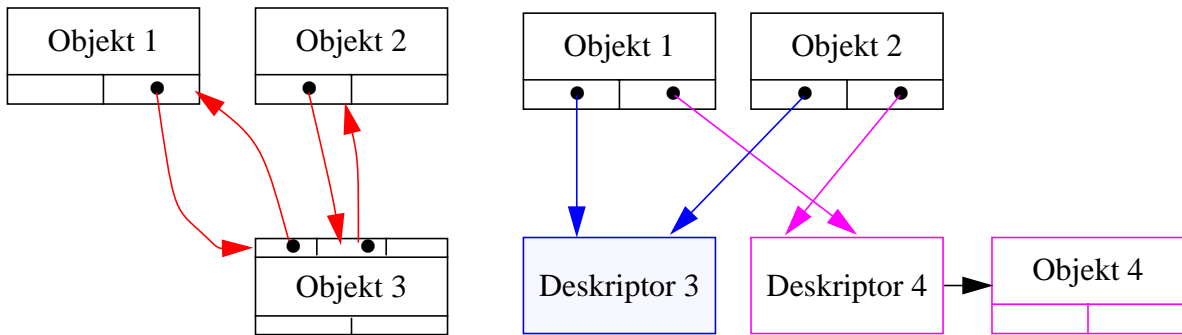 Objekt 1
Objekt 2
Objekt 3
Objekt 1
Objekt 2
Deskriptor 3
Deskriptor 4
Objekt 4